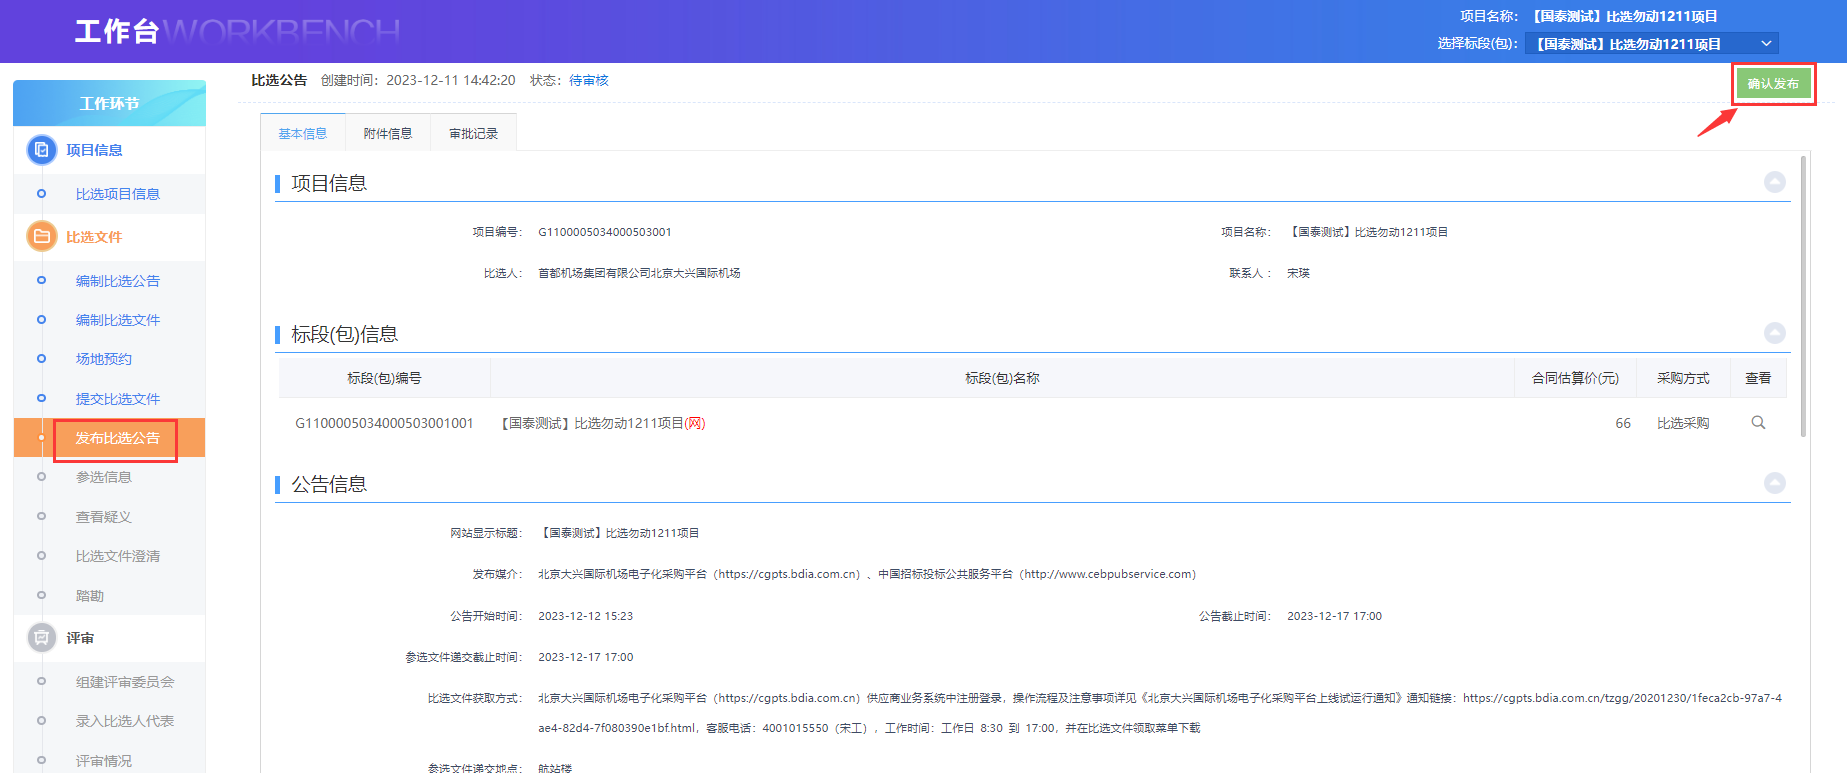 工作台WORKBENCH
项目名称： 【国泰测试】比选勿动1211项目
选择标段(包)： 【国泰测试】比选勿动1211项目
工作环节
项目信息
比选项目信息
比选文件
编制比选公告
编制比选文件
场地预约
提交比选文件
发布比选公告
参选信息
查看疑义
比选文件澄清
踏勘
评审
组建评审委员会
录入比选人代表
评审情况
比选公告 创建时间：2023-12-11 14:42:20 状态：待审核
确认发布
基本信息 附件信息 审批记录
项目信息
项目编号： G1100005034000503001 项目名称： 【国泰测试】比选勿动1211项目
比选人： 首都机场集团有限公司北京大兴国际机场 联系人： 宋瑛
标段(包)信息
标段(包)编号 标段(包)名称 合同估算价(元) 采购方式 查看
G1100005034000503001001 【国泰测试】比选勿动1211项目(网) 66 比选采购
公告信息
网站显示标题： 【国泰测试】比选勿动1211项目
发布媒介： 北京大兴国际机场电子化采购平台（https://cgpts.bdia.com.cn）、中国招标投标公共服务平台（http://www.cebpubservice.com）
公告开始时间： 2023-12-12 15:23 公告截止时间： 2023-12-17 17:00
参选文件递交截止时间： 2023-12-17 17:00
比选文件获取方式： 北京大兴国际机场电子化采购平台（https://cgpts.bdia.com.cn）供应商业务系统中注册登录，操作流程及注意事项详见《北京大兴国际机场电子化采购平台上线试运行通知》通知链接：https://cgpts.bdia.com.cn/tzgg/20201230/1feca2cb-97a7-4
ae4-82d4-7f080390e1bf.html，客服电话：4001015550（宋工），工作时间：工作日 8:30 到 17:00，并在比选文件领取菜单下载
参选文件递交地点： 航站楼